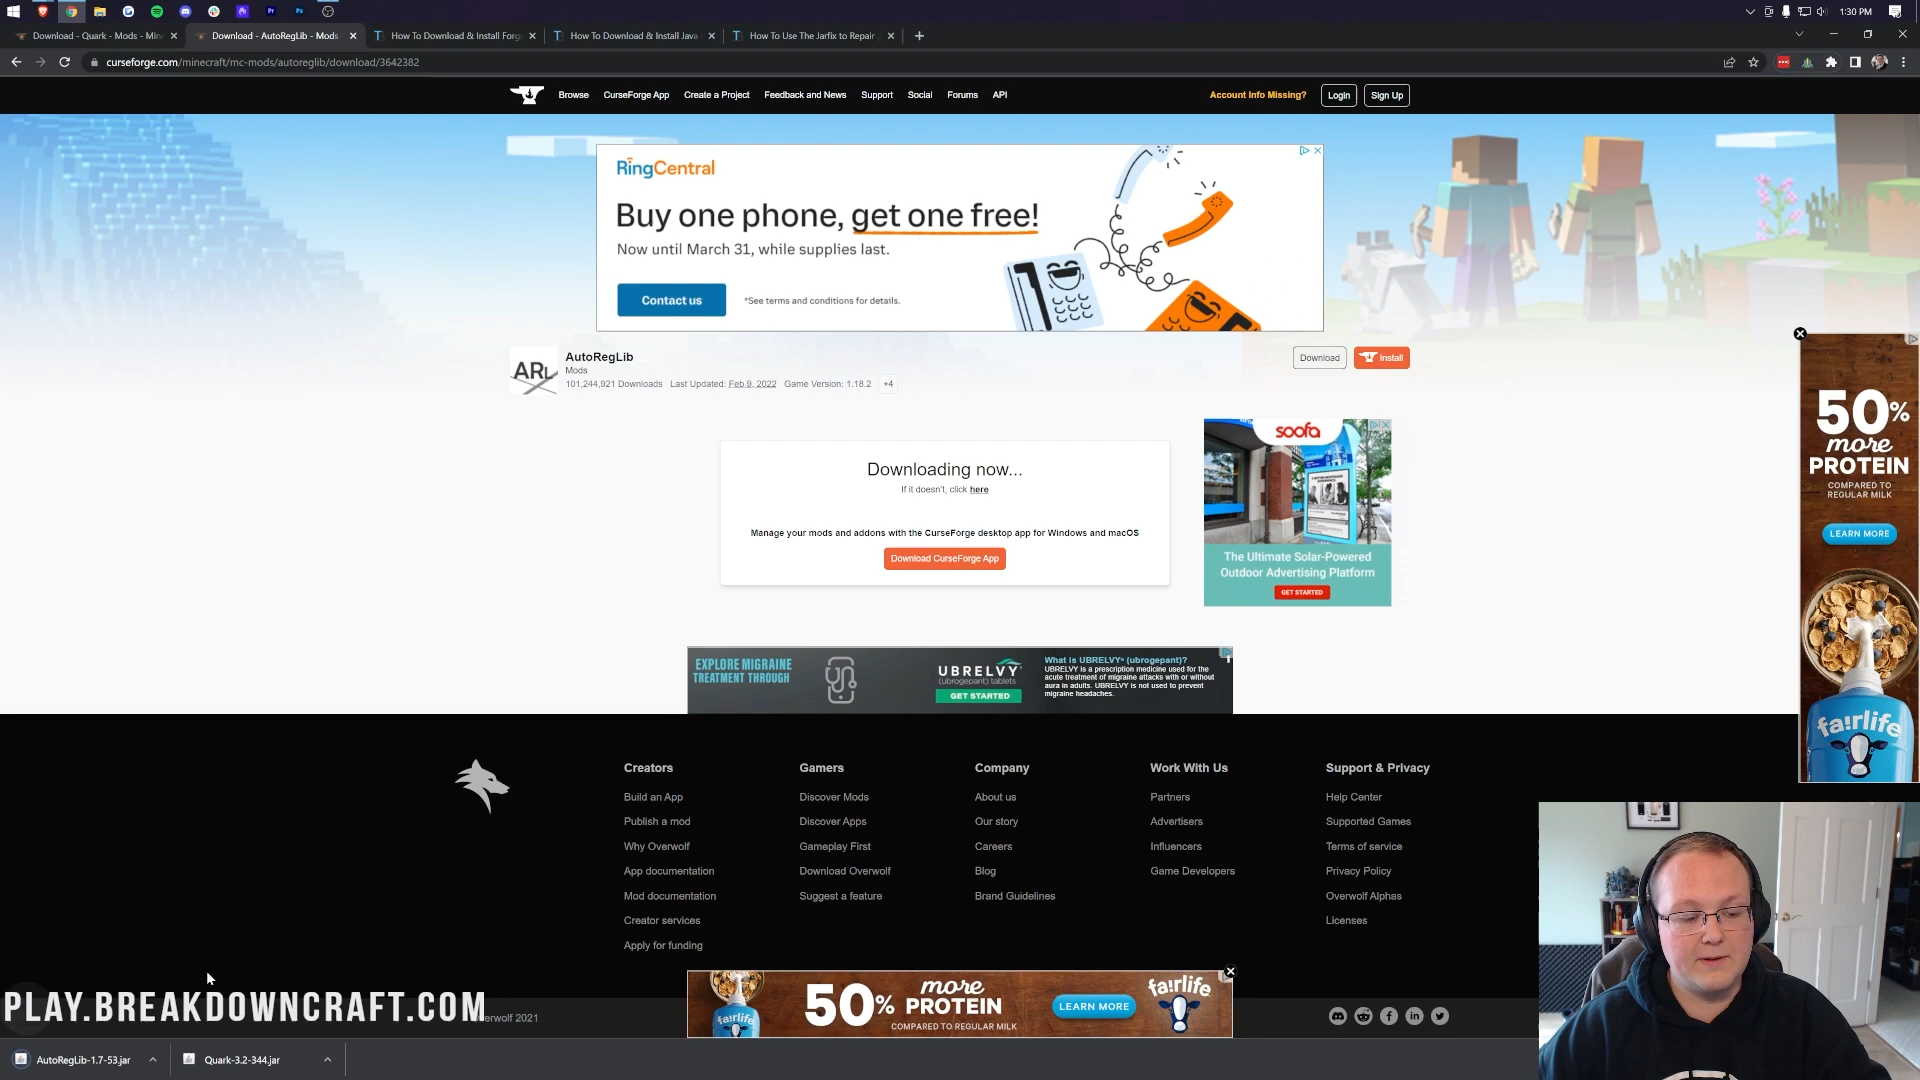 1:30 PM
Download - Quark - Mods - Min
Download - AutoRegLib - Mods
How To Download & Install Forg
How To Download & Install Java
How To Use The Jarfix to Repair
curseforge.com/minecraft/mc-mods/autoreglib/download/3642382
Browse
CurseForge App
Create a Project
Feedback and News
Support
Social
Forums
API
Account Info Missing?
Login
Sign Up
RingCentral
Buy one phone, get one free!
Now until March 31, while supplies last.
Contact us
*See terms and conditions for details.
ARL
AutoRegLib
Mods
101,244,921 Downloads Last Updated: Feb 9, 2022 Game Version: 1.18.2 +4
Download
Install
Downloading now...
If it doesn't, click here
Manage your mods and addons with the CurseForge desktop app for Windows and macOS
Download CurseForge App
soofa
The Ultimate Solar-Powered
Outdoor Advertising Platform
GET STARTED
50%
more
PROTEIN
COMPARED TO
REGULAR MILK
LEARN MORE
fa!rlife
EXPLORE MIGRAINE
TREATMENT THROUGH
UBRELVY
(ubrogepant) tablets
GET STARTED
What is UBRELVY® (ubrogepant)?
UBRELVY is a prescription medicine used for the
acute treatment of migraine attacks with or without
aura in adults. UBRELVY is not used to prevent
migraine headaches.
Creators
Build an App
Publish a mod
Why Overwolf
App documentation
Mod documentation
Creator services
Apply for funding
Gamers
Discover Mods
Discover Apps
Gameplay First
Download Overwolf
Suggest a feature
Company
About us
Our story
Careers
Blog
Brand Guidelines
Work With Us
Partners
Advertisers
Influencers
Game Developers
Support & Privacy
Help Center
Supported Games
Terms of service
Privacy Policy
Overwolf Alphas
Licenses
fa!rlife
50%
more
PROTEIN
COMPARED TO REGULAR MILK
LEARN MORE
fa!rlife
PLAY.BREAKDOWNCRAFT.COM
erwolf 2021
AutoRegLib-1.7-53.jar
Quark-3.2-344.jar